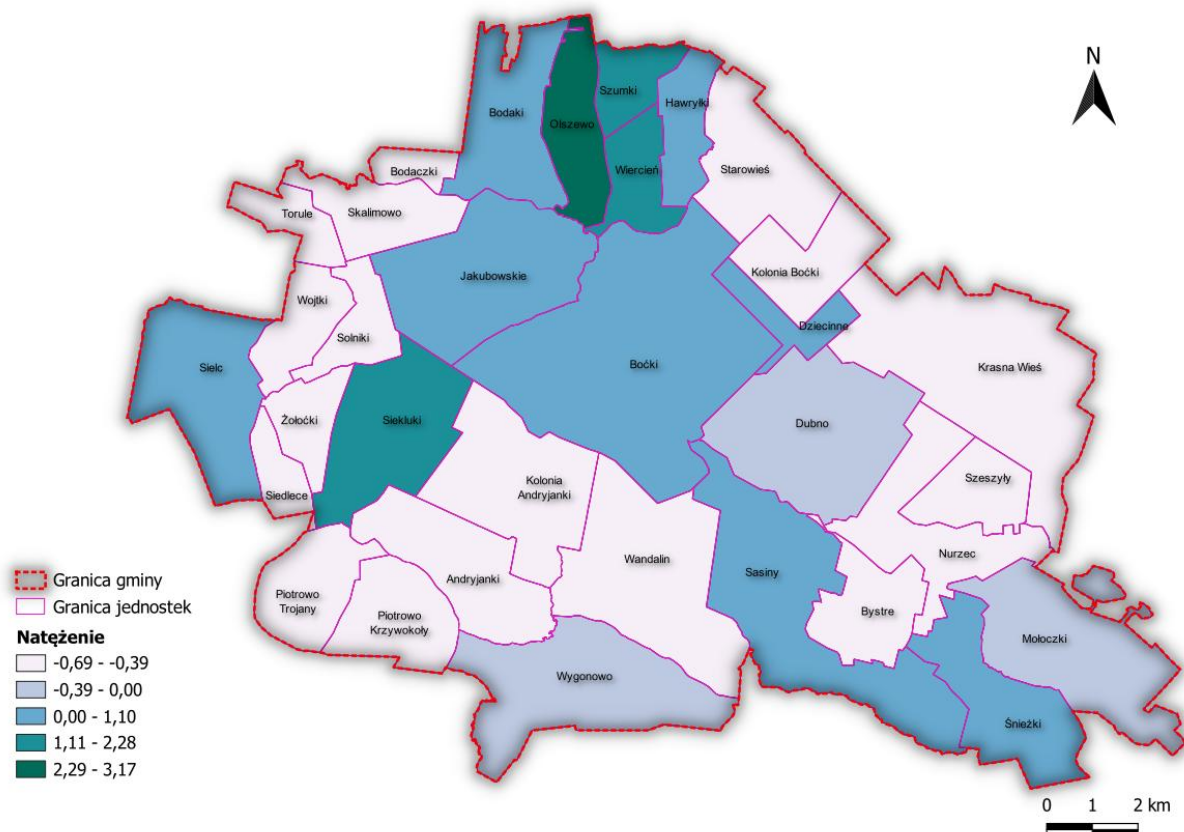 N
Szumki
Bodaki
Hawryłki
Olszewo
Bodaczki
Wiercień
Starowieś
Torule
Skalimowo
Jakubowskie
Kolonia Boćki
Wojtki
Dziecinne
Solniki
Sielc
Boćki
Krasna Wieś
Żołoćki
Siekluki
Dubno
Siedlece
Kolonia
Andryjanki
Szeszyły
Wandalin
Nurzec
Sasiny
Andryjanki
Piotrowo
Trojany
Piotrowo
Krzywokoły
Bystre
Mołoczki
Wygonowo
Śnieżki
Granica gminy
Granica jednostek
Natężenie
-0,69 - -0,39
-0,39 - 0,00
0,00 - 1,10
1,11 - 2,28
2,29 - 3,17
0 1 2 km